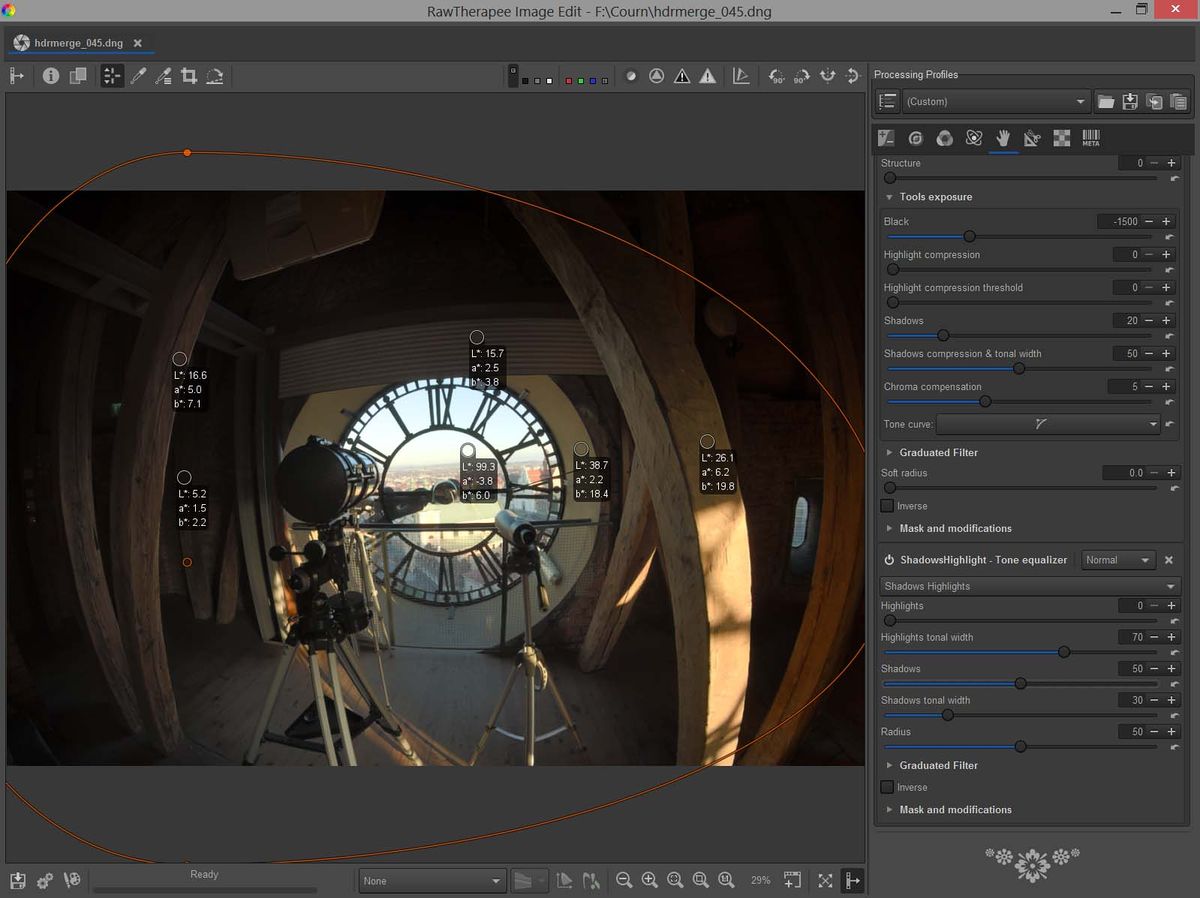 RawTherapee Image Edit - F:\Courn\hdrmerge_045.dng
hdrmerge_045.dng
Processing Profiles
(Custom)
META
Structure 0
Tools exposure
Black -1500
Highlight compression 0
Highlight compression threshold 0
Shadows 20
Shadows compression & tonal width 50
Chroma compensation 5
Tone curve:
Graduated Filter
Soft radius 0.0
Inverse
Mask and modifications
ShadowsHighlight - Tone equalizer Normal
Shadows Highlights
Highlights 0
Highlights tonal width 70
Shadows 50
Shadows tonal width 30
Radius 50
Graduated Filter
Inverse
Mask and modifications
L*: 15.7
a*: 2.5
b*: 3.8
L*: 16.6
a*: 5.0
b*: 7.1
L*: 99.3
a*: -3.8
b*: 6.0
L*: 38.7
a*: 2.2
b*: 18.4
L*: 26.1
a*: 6.2
b*: 19.8
L*: 5.2
a*: 1.5
b*: 2.2
Ready
None
29%